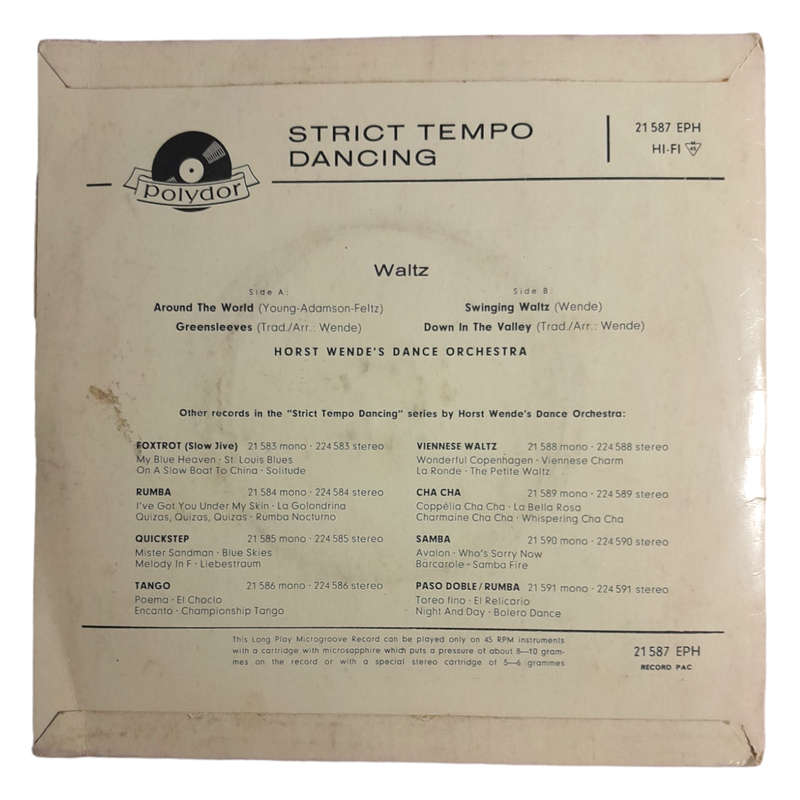 STRICT TEMPO
DANCING
21 587 EPH
HI-FI 45
polydor
Waltz
Side A:
Around The World (Young-Adamson-Feltz)
Greensleeves (Trad./Arr.: Wende)
Side B:
Swinging Waltz (Wende)
Down In The Valley (Trad./Arr.: Wende)
HORST WENDE'S DANCE ORCHESTRA
Other records in the "Strict Tempo Dancing" series by Horst Wende's Dance Orchestra:
FOXTROT (Slow Jive) 21 583 mono · 224 583 stereo
My Blue Heaven · St. Louis Blues
On A Slow Boat To China · Solitude
RUMBA 21 584 mono · 224 584 stereo
I've Got You Under My Skin · La Golondrina
Quizas, Quizas, Quizas · Rumba Nocturno
QUICKSTEP 21 585 mono · 224 585 stereo
Mister Sandman · Blue Skies
Melody In F · Liebestraum
TANGO 21 586 mono · 224 586 stereo
Poema · El Choclo
Encanto · Championship Tango
VIENNESE WALTZ 21 588 mono · 224 588 stereo
Wonderful Copenhagen · Viennese Charm
La Ronde · The Petite Waltz
CHA CHA 21 589 mono · 224 589 stereo
Coppélia Cha Cha · La Bella Rosa
Charmaine Cha Cha · Whispering Cha Cha
SAMBA 21 590 mono · 224 590 stereo
Avalon · Who's Sorry Now
Barcarole · Samba Fire
PASO DOBLE / RUMBA 21 591 mono · 224 591 stereo
Toreo fino · El Relicario
Night And Day · Bolero Dance
This Long Play Microgroove Record can be played only on 45 RPM instruments
with a cartridge with microsapphire which puts a pressure of about 8—10 gram-
mes on the record or with a special stereo cartridge of 5—6 grammes
21 587 EPH
RECORD PAC